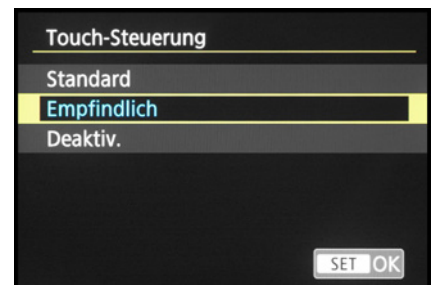 Touch-Steuerung
Standard
Empfindlich
Deaktiv.
SET OK